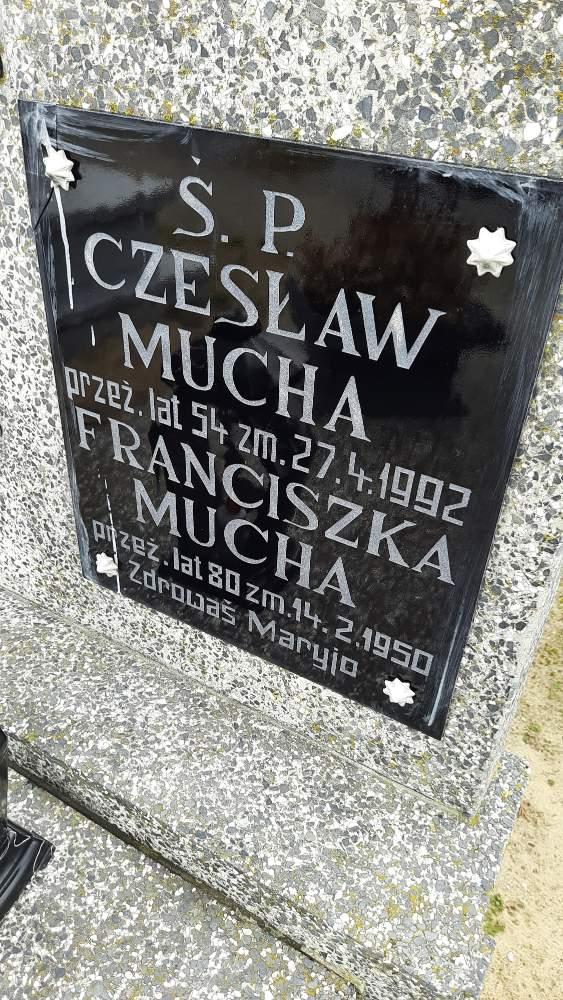 Ś. P.
CZESŁAW
MUCHA
przeż. lat 54 zm. 27.4.1992
FRANCISZKA
MUCHA
przeż. lat 80 zm. 14.2.1950
Zdrowaś Maryjo